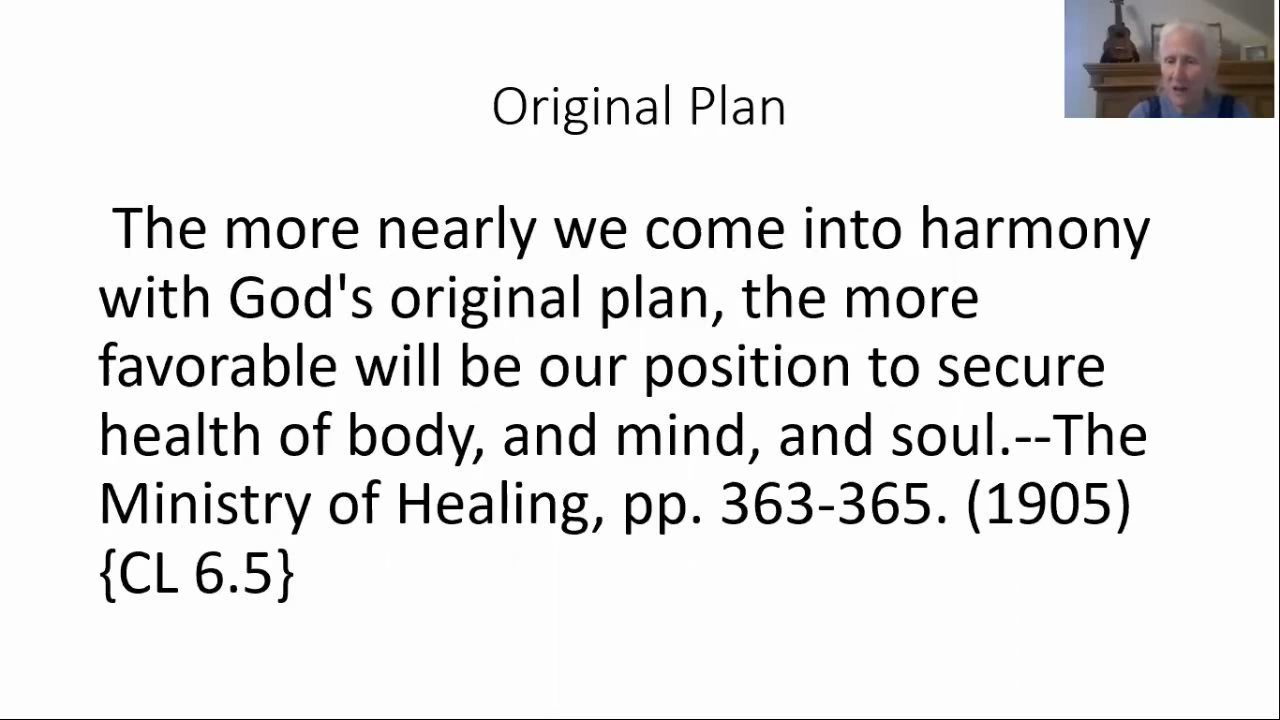 Original Plan
The more nearly we come into harmony
with God's original plan, the more
favorable will be our position to secure
health of body, and mind, and soul.--The
Ministry of Healing, pp. 363-365. (1905)
{CL 6.5}